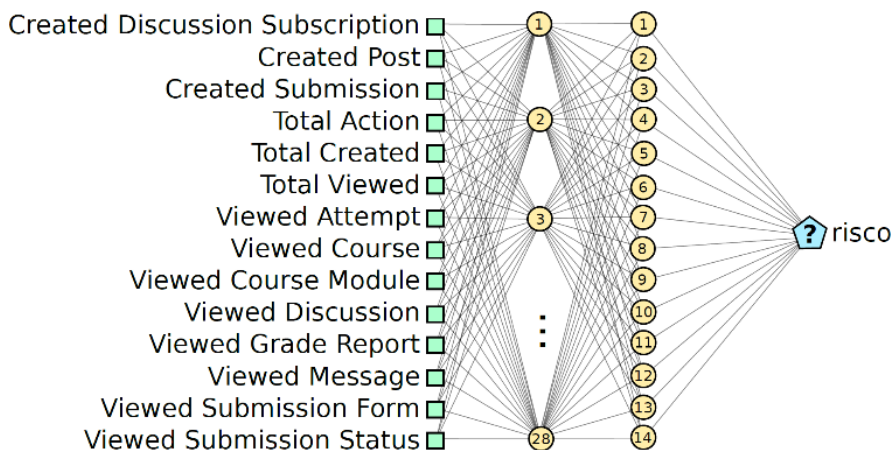 Created Discussion Subscription
Created Post
Created Submission
Total Action
Total Created
Total Viewed
Viewed Attempt
Viewed Course
Viewed Course Module
Viewed Discussion
Viewed Grade Report
Viewed Message
Viewed Submission Form
Viewed Submission Status
1
2
3
...
28
1
2
3
4
5
6
7
8
9
10
11
12
13
14
?
risco